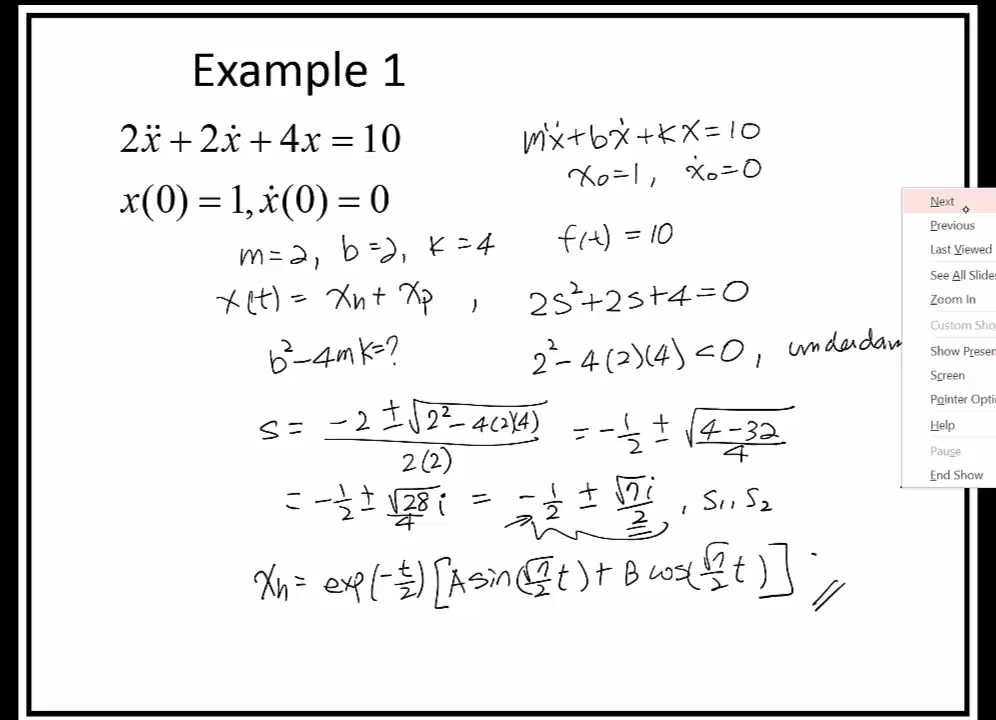 Example 1
2ẍ + 2ẋ + 4x = 10
mẍ + bẋ + kx = 10
x(0) = 1, ẋ(0) = 0
x₀ = 1, ẋ₀ = 0
m = 2, b = 2, k = 4
f(t) = 10
x(t) = xₕ + xₚ , 2s² + 2s + 4 = 0
b² – 4mk = ? 2² – 4(2)(4) < 0, underdam
s = (-2 ± √(2² – 4(2)(4))) / 2(2) = -1/2 ± √(4 – 32) / 4
= -1/2 ± √28/4 i = -1/2 ± √7i/2 , s₁, s₂
xₕ = exp(-t/2) [A sin(√7/2 t) + B cos(√7/2 t)]
Next
Previous
Last Viewed
See All Slides
Zoom In
Custom Sho
Show Presen
Screen
Pointer Opti
Help
Pause
End Show